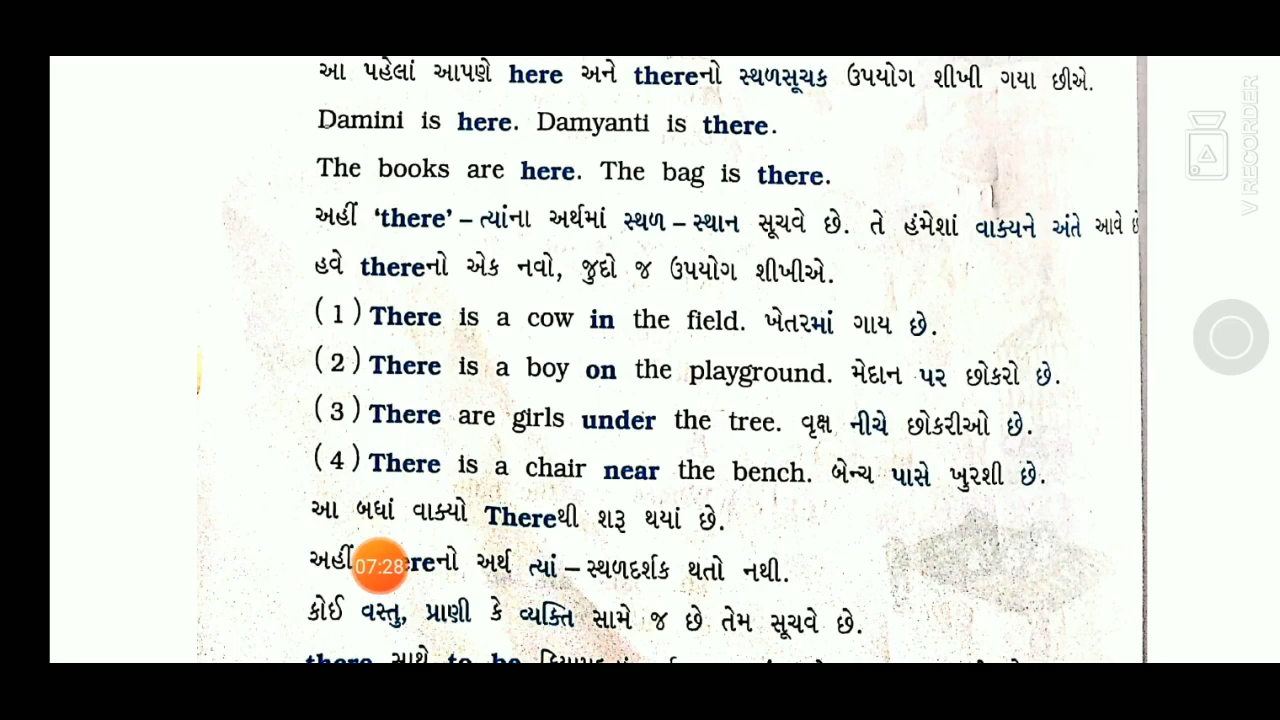 આ પહેલાં આપણે here અને thereનો સ્થળસૂચક ઉપયોગ શીખી ગયા છીએ.
Damini is here. Damyanti is there.
The books are here. The bag is there.
અહીં ‘there’ – ત્યાંના અર્થમાં સ્થળ – સ્થાન સૂચવે છે. તે હંમેશાં વાક્યને અંતે આવે છે
હવે thereનો એક નવો, જુદો જ ઉપયોગ શીખીએ.
(1) There is a cow in the field. ખેતરમાં ગાય છે.
(2) There is a boy on the playground. મેદાન પર છોકરો છે.
(3) There are girls under the tree. વૃક્ષ નીચે છોકરીઓ છે.
(4) There is a chair near the bench. બેન્ચ પાસે ખુરશી છે.
આ બધાં વાક્યો Thereથી શરૂ થયાં છે.
અહીં 07:28 reનો અર્થ ત્યાં – સ્થળદર્શક થતો નથી.
કોઈ વસ્તુ, પ્રાણી કે વ્યક્તિ સામે જ છે તેમ સૂચવે છે.
there સાથે to be
V RECORDER